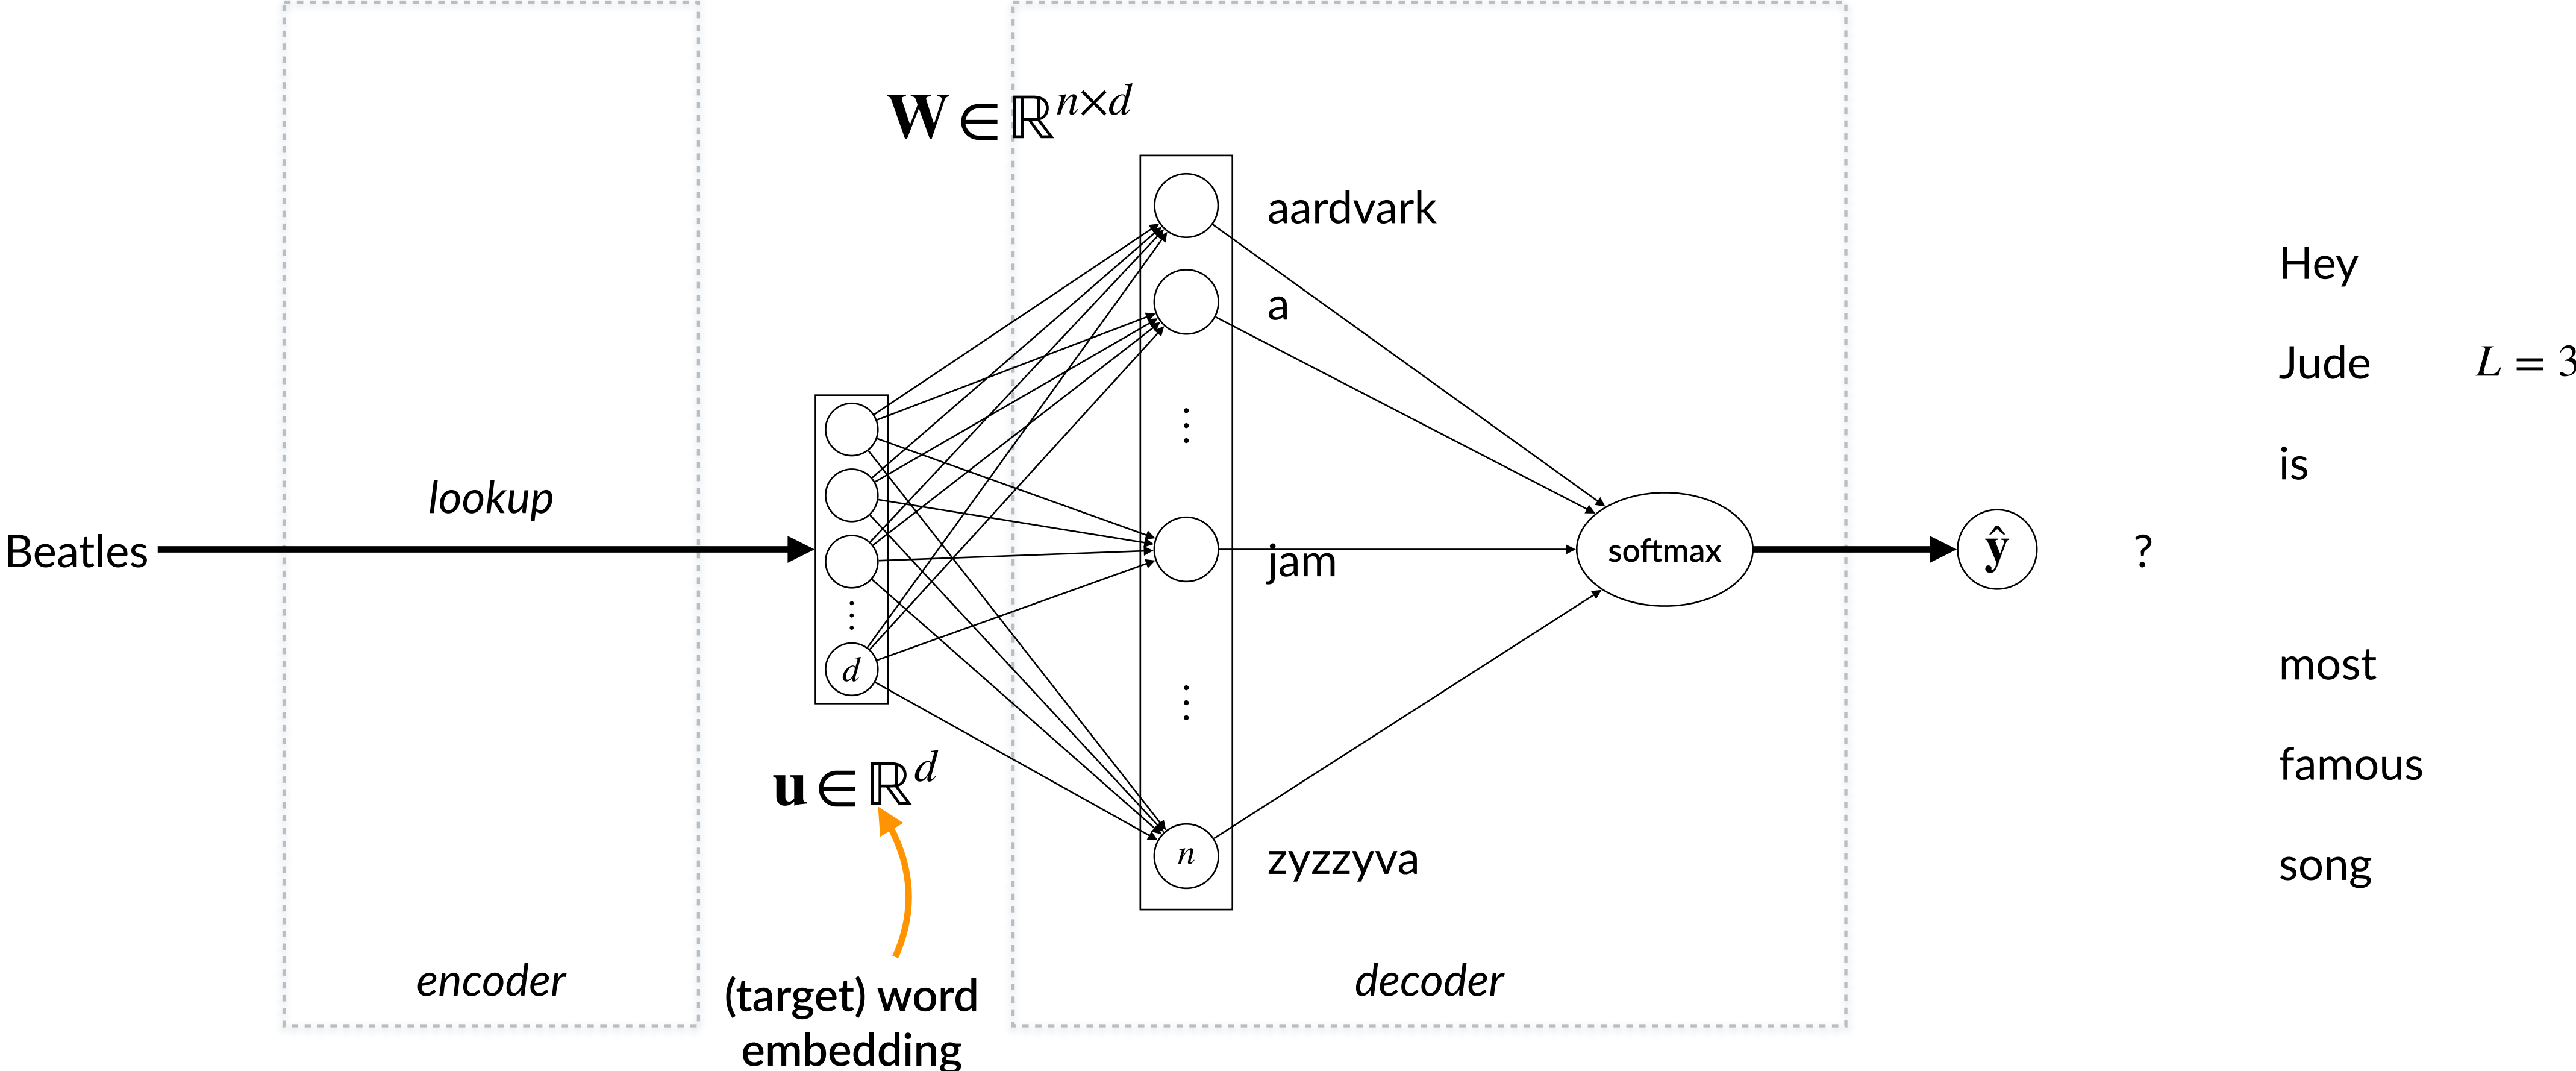 W ∈ ℝ^{n×d}
aardvark
a
⋮
jam
⋮
n
zyzzyva
Beatles
lookup
⋮
d
u ∈ ℝ^d
(target) word
embedding
encoder
decoder
softmax
ŷ
?
Hey
Jude
L = 3
is
most
famous
song